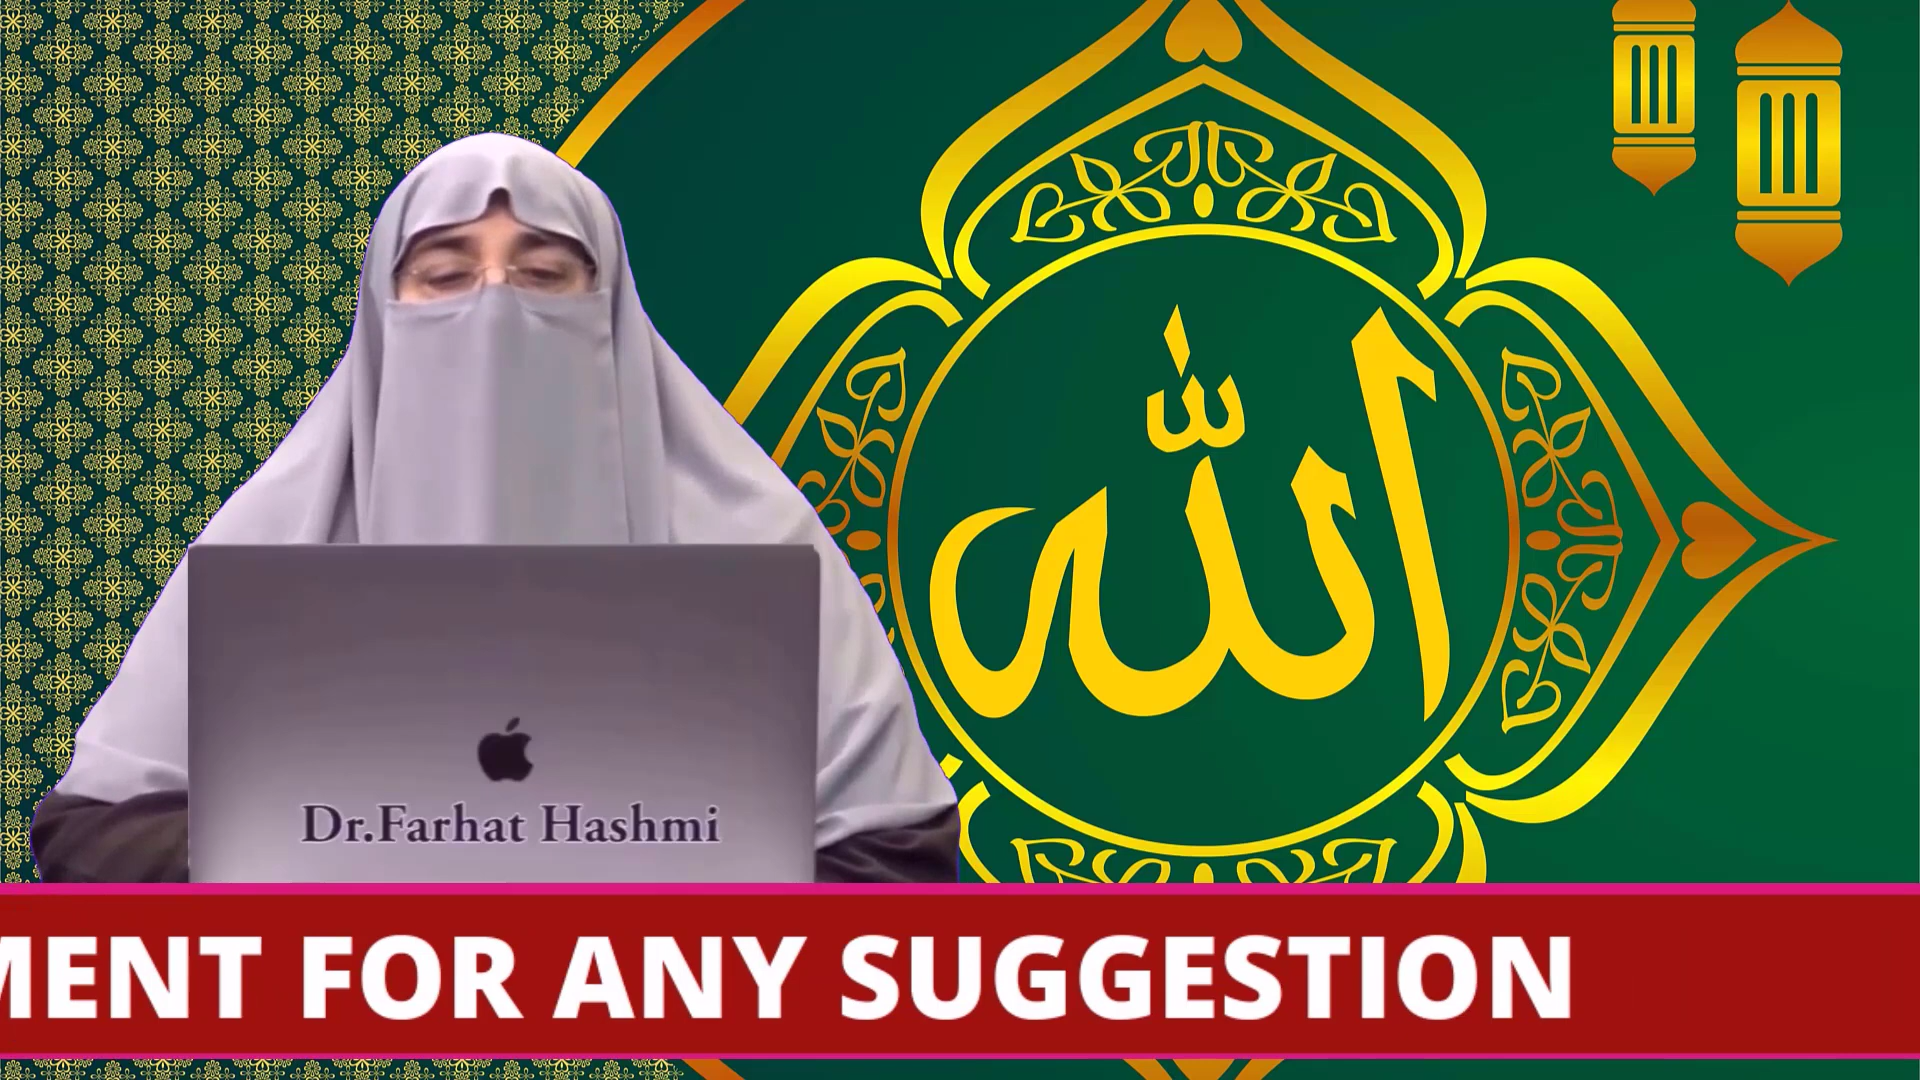 الله
Dr.Farhat Hashmi
MENT FOR ANY SUGGESTION